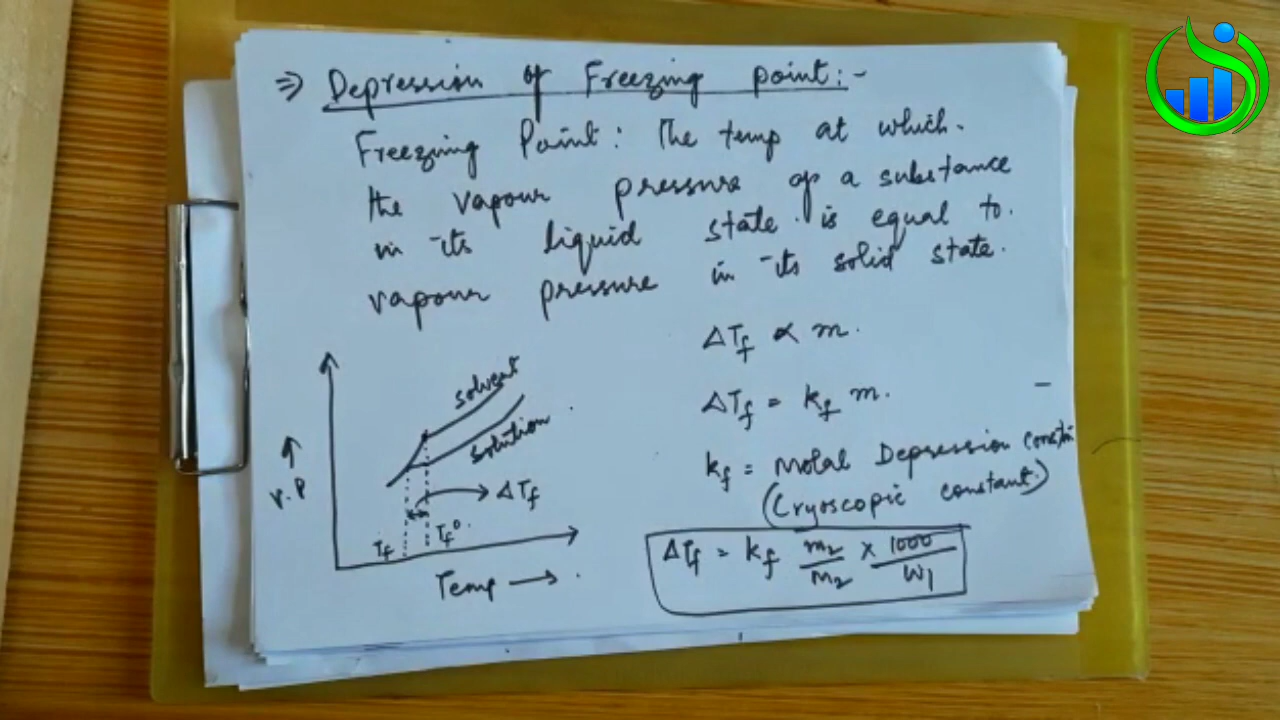 ⇒ Depression of Freezing point:-
Freezing Point: The temp at which.
the vapour pressure of a substance
in its liquid state is equal to.
vapour pressure in its solid state.
ΔTf ∝ m.
ΔTf = kf m.
kf = Molal Depression
(Cryoscopic constant.)
ΔTf = kf m2/M2 × 1000/W1
solvent
solution
ΔTf
V.P
Tf Tf°
Temp →